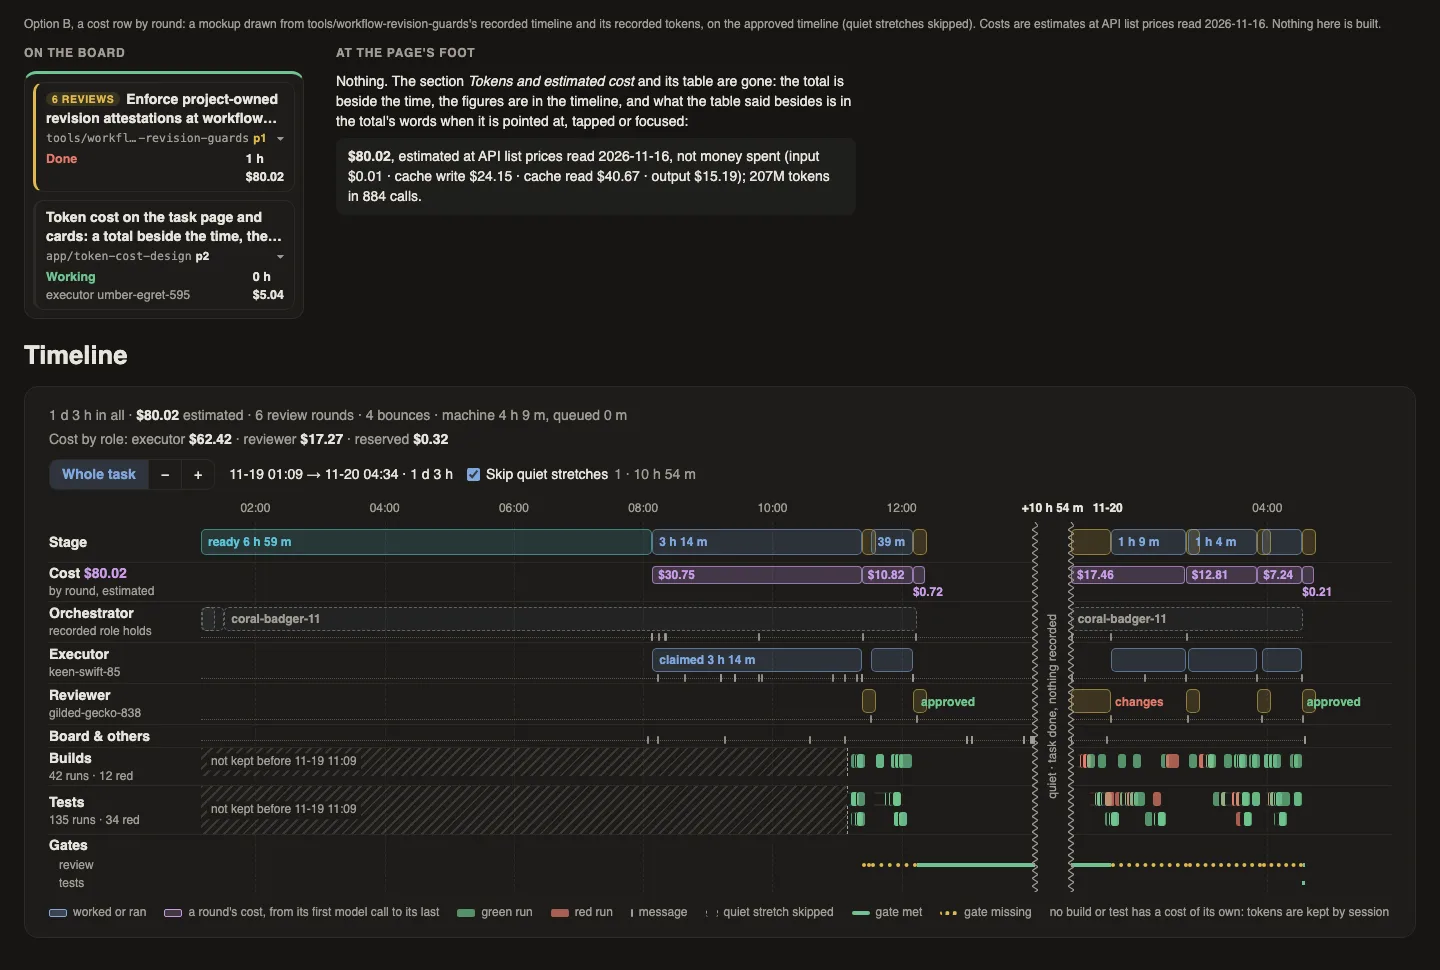 Option B, a cost row by round: a mockup drawn from tools/workflow-revision-guards's recorded timeline and its recorded tokens, on the approved timeline (quiet stretches skipped). Costs are estimates at API list prices read 2026-11-16. Nothing here is built.
ON THE BOARD
6 REVIEWS Enforce project-owned
revision attestations at workflow…
tools/workfl…-revision-guards p1
Done 1 h
$80.02
Token cost on the task page and
cards: a total beside the time, the…
app/token-cost-design p2
Working 0 h
executor umber-egret-595 $5.04
AT THE PAGE'S FOOT
Nothing. The section Tokens and estimated cost and its table are gone: the total is
beside the time, the figures are in the timeline, and what the table said besides is in
the total's words when it is pointed at, tapped or focused:
$80.02, estimated at API list prices read 2026-11-16, not money spent (input
$0.01 · cache write $24.15 · cache read $40.67 · output $15.19); 207M tokens
in 884 calls.
Timeline
1 d 3 h in all · $80.02 estimated · 6 review rounds · 4 bounces · machine 4 h 9 m, queued 0 m
Cost by role: executor $62.42 · reviewer $17.27 · reserved $0.32
Whole task − + 11-19 01:09 → 11-20 04:34 · 1 d 3 h Skip quiet stretches 1 · 10 h 54 m
02:00 04:00 06:00 08:00 10:00 12:00 +10 h 54 m 11-20 04:00
Stage ready 6 h 59 m 3 h 14 m 39 m 1 h 9 m 1 h 4 m
Cost $80.02 $30.75 $10.82 $17.46 $12.81 $7.24
by round, estimated $0.72 $0.21
Orchestrator coral-badger-11 coral-badger-11
recorded role holds
Executor claimed 3 h 14 m
keen-swift-85
Reviewer approved changes approved
gilded-gecko-838
Board & others
quiet · task done, nothing recorded
Builds not kept before 11-19 11:09
42 runs · 12 red
Tests not kept before 11-19 11:09
135 runs · 34 red
Gates
review
tests
worked or ran a round's cost, from its first model call to its last green run red run message quiet stretch skipped gate met gate missing no build or test has a cost of its own: tokens are kept by session